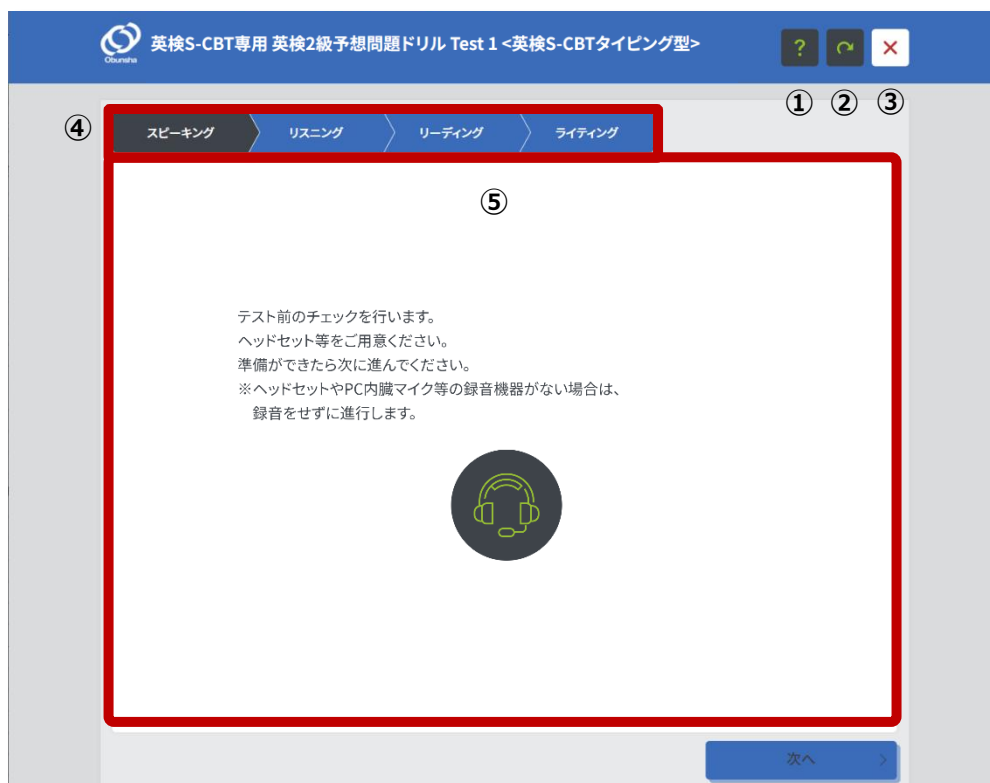 Obunsha
英検S-CBT専用 英検2級予想問題ドリル Test 1 <英検S-CBTタイピング型>
?
×
① ② ③
④
スピーキング リスニング リーディング ライティング
⑤
テスト前のチェックを行います。
ヘッドセット等をご用意ください。
準備ができたら次に進んでください。
※ヘッドセットやPC内臓マイク等の録音機器がない場合は、
録音をせずに進行します。
次へ